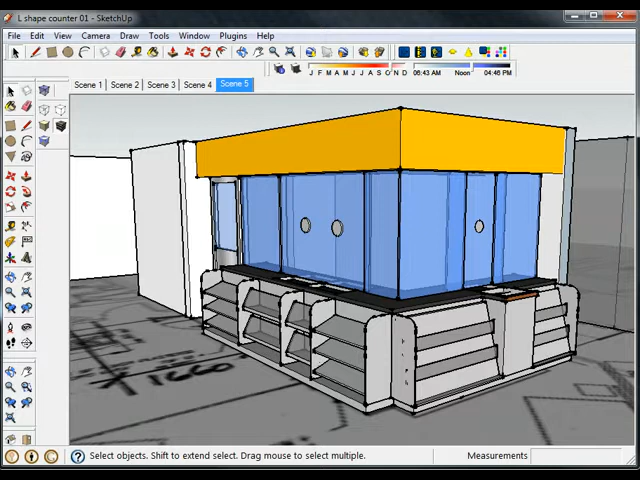 L shape counter 01 - SketchUp
File Edit View Camera Draw Tools Window Plugins Help
J F M A M J J A S O N D 06:43 AM Noon 04:46 PM
Scene 1 Scene 2 Scene 3 Scene 4 Scene 5
1660
Select objects. Shift to extend select. Drag mouse to select multiple. Measurements